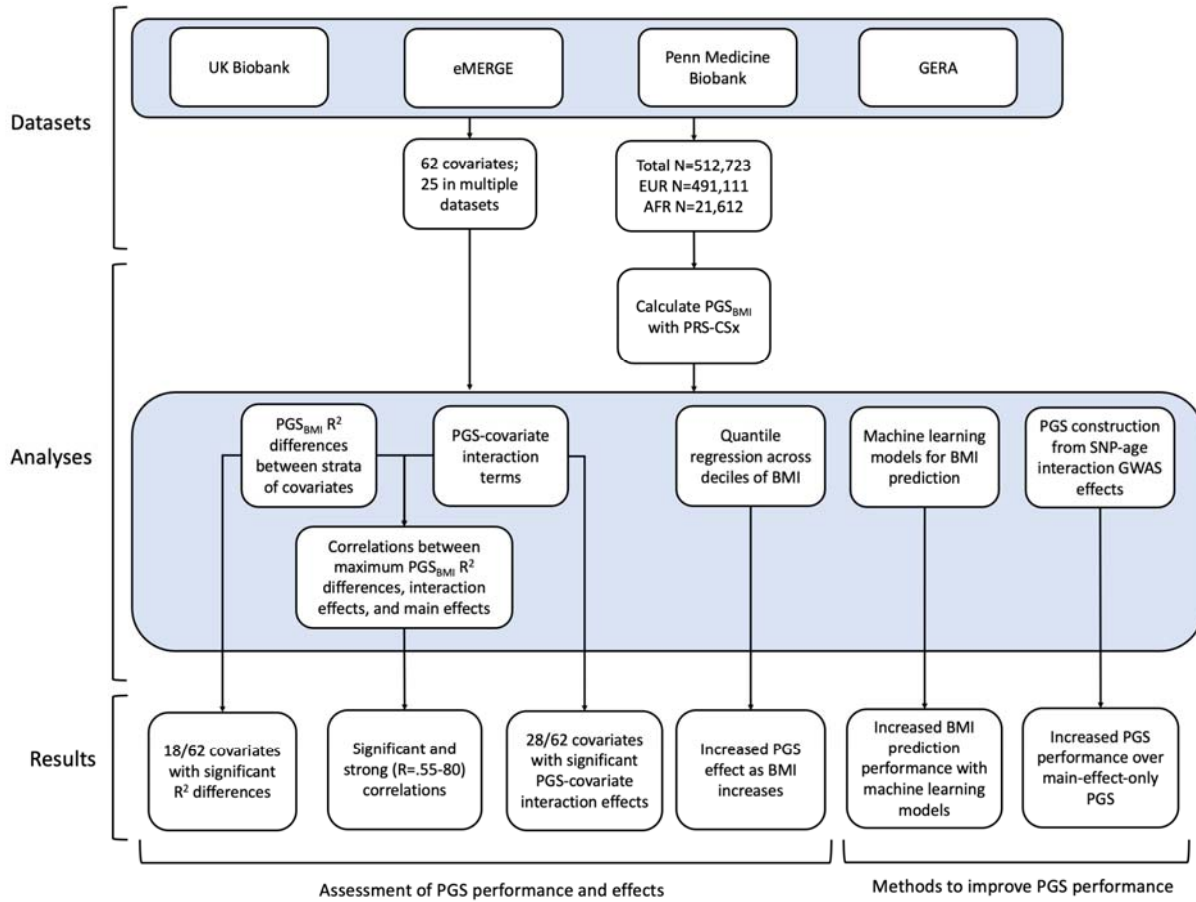 Datasets
UK Biobank
eMERGE
Penn Medicine
Biobank
GERA
62 covariates;
25 in multiple
datasets
Total N=512,723
EUR N=491,111
AFR N=21,612
Calculate PGSBMI
with PRS-CSx
Analyses
PGSBMI R²
differences
between strata
of covariates
PGS-covariate
interaction
terms
Quantile
regression across
deciles of BMI
Machine learning
models for BMI
prediction
PGS construction
from SNP-age
interaction GWAS
effects
Correlations between
maximum PGSBMI R²
differences, interaction
effects, and main effects
Results
18/62 covariates
with significant
R² differences
Significant and
strong (R=.55-80)
correlations
28/62 covariates
with significant
PGS-covariate
interaction effects
Increased PGS
effect as BMI
increases
Increased BMI
prediction
performance with
machine learning
models
Increased PGS
performance over
main-effect-only
PGS
Assessment of PGS performance and effects
Methods to improve PGS performance